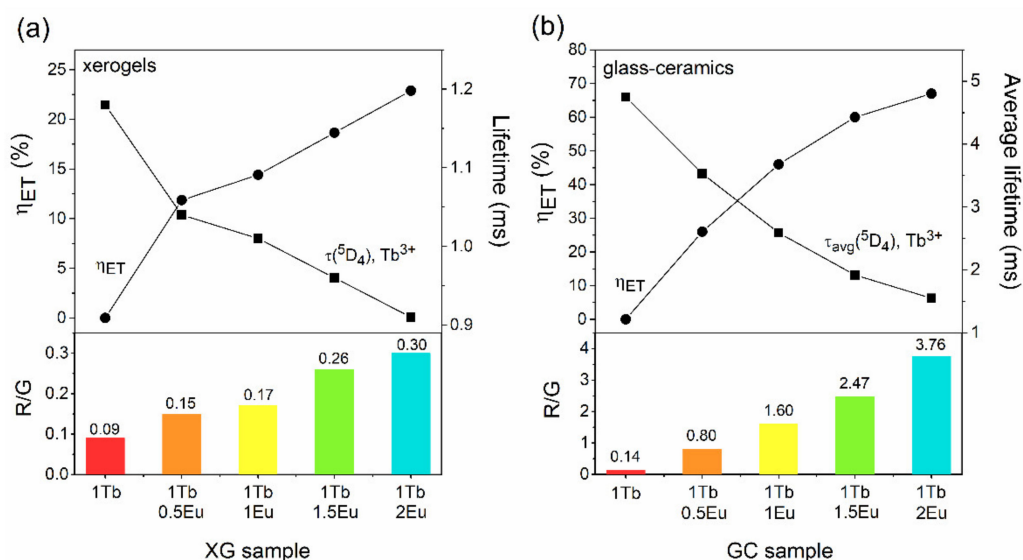 (a)
xerogels
25
20
15
10
5
0
η_ET (%)
1.2
1.1
1.0
0.9
Lifetime (ms)
η_ET
τ(⁵D₄), Tb³⁺
0.3
0.2
0.1
0.0
R/G
0.09
0.15
0.17
0.26
0.30
1Tb
1Tb 0.5Eu
1Tb 1Eu
1Tb 1.5Eu
1Tb 2Eu
XG sample
(b)
glass-ceramics
80
70
60
50
40
30
20
10
0
η_ET (%)
5
4
3
2
1
Average lifetime (ms)
η_ET
τ_avg(⁵D₄), Tb³⁺
4
3
2
1
0
R/G
0.14
0.80
1.60
2.47
3.76
1Tb
1Tb 0.5Eu
1Tb 1Eu
1Tb 1.5Eu
1Tb 2Eu
GC sample